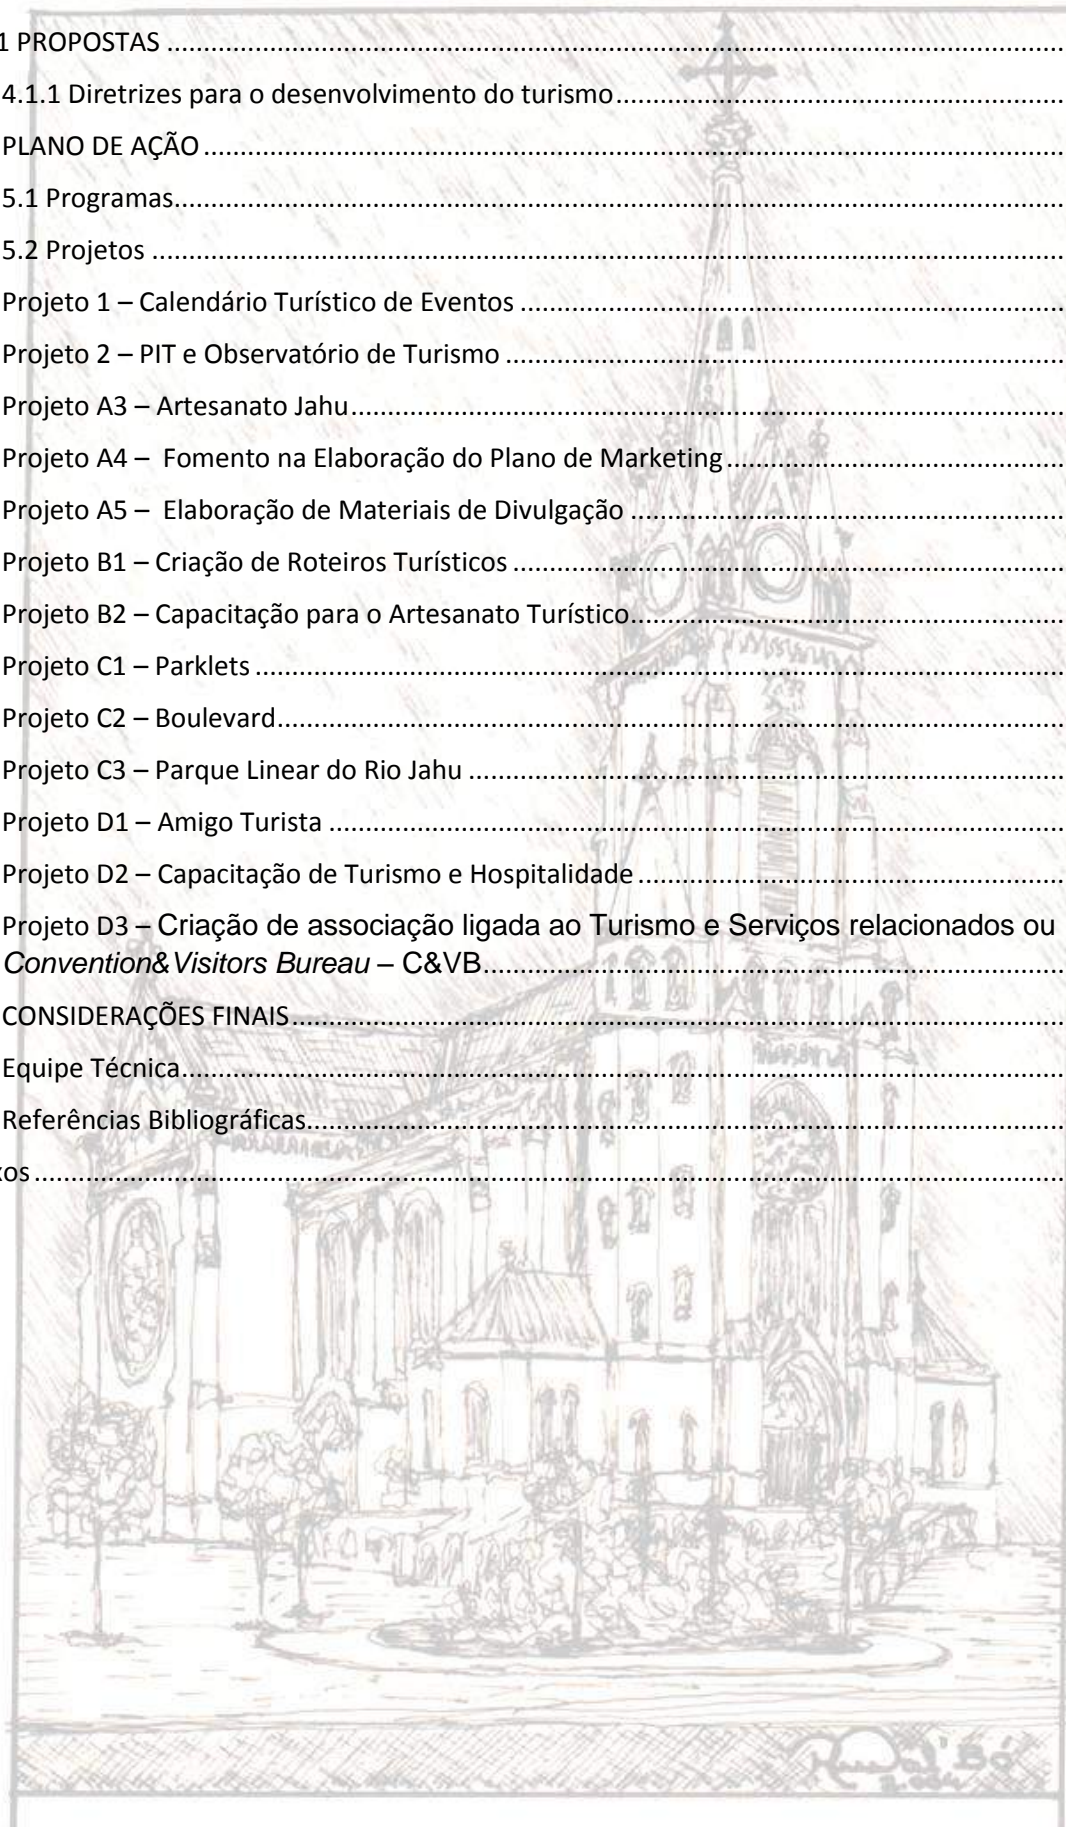 1 PROPOSTAS ....................................................................................................
4.1.1 Diretrizes para o desenvolvimento do turismo ..................................................
PLANO DE AÇÃO ....................................................................................................
5.1 Programas ....................................................................................................
5.2 Projetos ....................................................................................................
Projeto 1 – Calendário Turístico de Eventos ..................................................
Projeto 2 – PIT e Observatório de Turismo ..................................................
Projeto A3 – Artesanato Jahu ..................................................
Projeto A4 –  Fomento na Elaboração do Plano de Marketing ..................................................
Projeto A5 –  Elaboração de Materiais de Divulgação ..................................................
Projeto B1 – Criação de Roteiros Turísticos ..................................................
Projeto B2 – Capacitação para o Artesanato Turístico ..................................................
Projeto C1 – Parklets ..................................................
Projeto C2 – Boulevard ..................................................
Projeto C3 – Parque Linear do Rio Jahu ..................................................
Projeto D1 – Amigo Turista ..................................................
Projeto D2 – Capacitação de Turismo e Hospitalidade ..................................................
Projeto D3 – Criação de associação ligada ao Turismo e Serviços relacionados ou
Convention&Visitors Bureau – C&VB ..................................................
CONSIDERAÇÕES FINAIS ..................................................
Equipe Técnica ..................................................
Referências Bibliográficas ..................................................
xos ..................................................